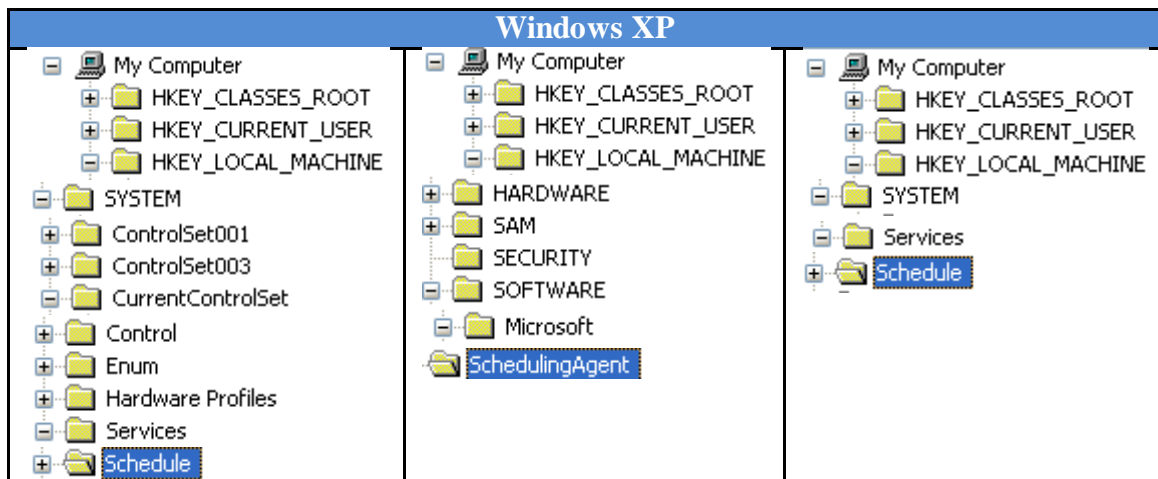 Windows XP
My Computer
HKEY_CLASSES_ROOT
HKEY_CURRENT_USER
HKEY_LOCAL_MACHINE
SYSTEM
ControlSet001
ControlSet003
CurrentControlSet
Control
Enum
Hardware Profiles
Services
Schedule
My Computer
HKEY_CLASSES_ROOT
HKEY_CURRENT_USER
HKEY_LOCAL_MACHINE
HARDWARE
SAM
SECURITY
SOFTWARE
Microsoft
SchedulingAgent
My Computer
HKEY_CLASSES_ROOT
HKEY_CURRENT_USER
HKEY_LOCAL_MACHINE
SYSTEM
Services
Schedule